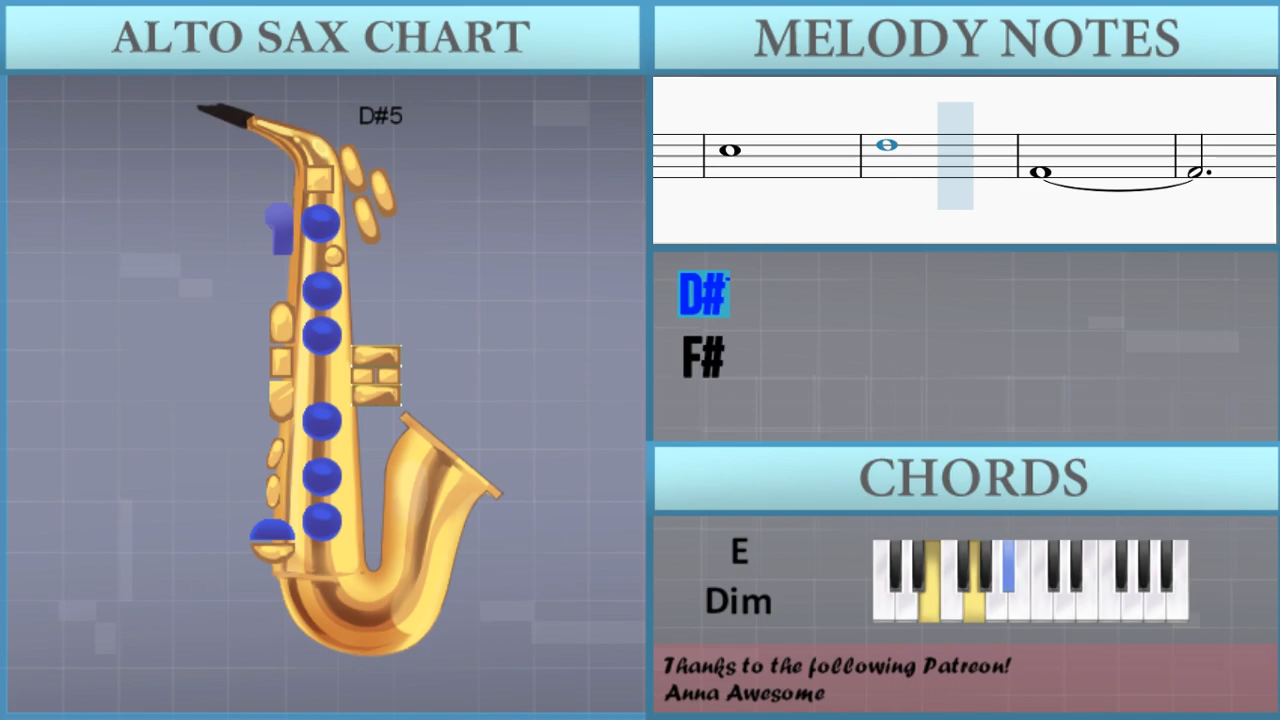 ALTO SAX CHART
D#5
MELODY NOTES
D#
F#
CHORDS
E
Dim
Thanks to the following Patreon!
Anna Awesome